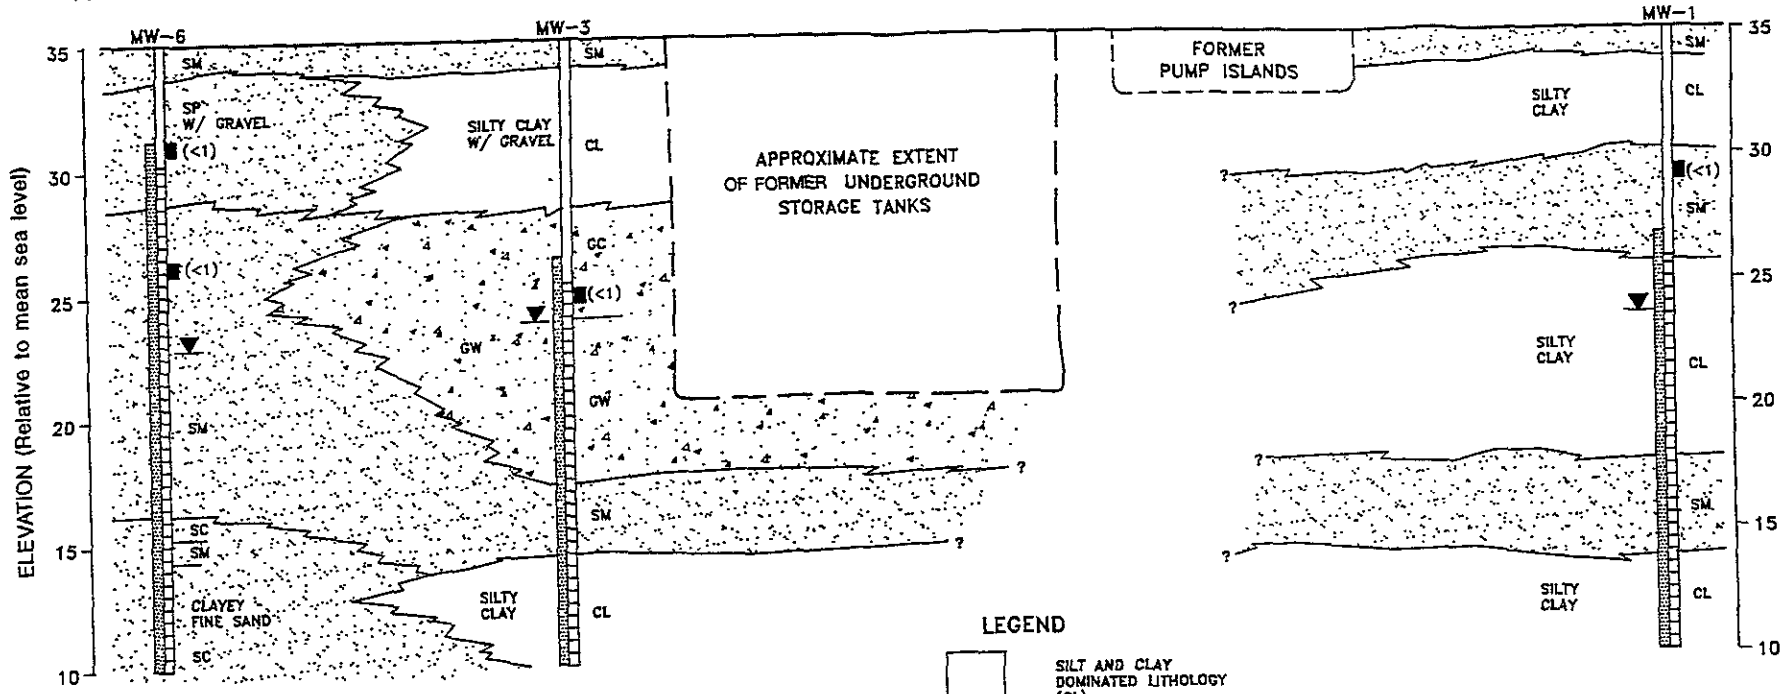 MW-6
MW-3
MW-1
35
30
25
20
15
10
35
30
25
20
15
10
ELEVATION (Relative to mean sea level)
SM
SP
W/ GRAVEL
(<1)
(<1)
SM
SC
SM
CLAYEY
FINE SAND
SC
SM
SILTY CLAY
W/ GRAVEL
CL
GC
(<1)
GW
GW
SM
SILTY
CLAY
CL
APPROXIMATE EXTENT
OF FORMER UNDERGROUND
STORAGE TANKS
?
?
FORMER
PUMP ISLANDS
SM
SILTY
CLAY
CL
?
(<1)
SM
?
SILTY
CLAY
CL
?
SM
?
SILTY
CLAY
CL
LEGEND
SILT AND CLAY
DOMINATED LITHOLOGY